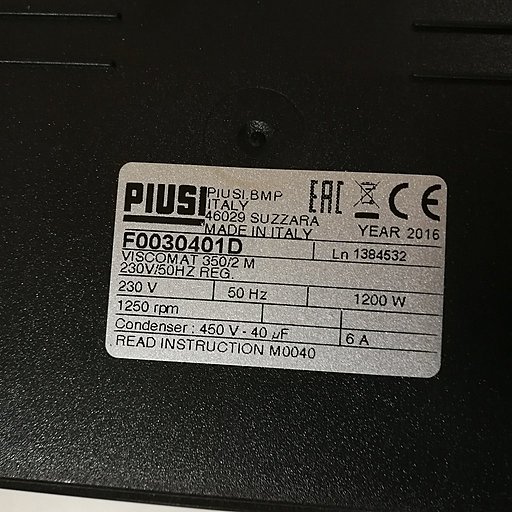 PIUSI
PIUSI.BMP
ITALY
46029 SUZZARA
MADE IN ITALY
EAC CE
YEAR 2016
F0030401D
Ln 1384532
VISCOMAT 350/2 M
230V/50HZ REG.
230 V 50 Hz 1200 W
1250 rpm
Condenser : 450 V - 40 µF 6 A
READ INSTRUCTION M0040